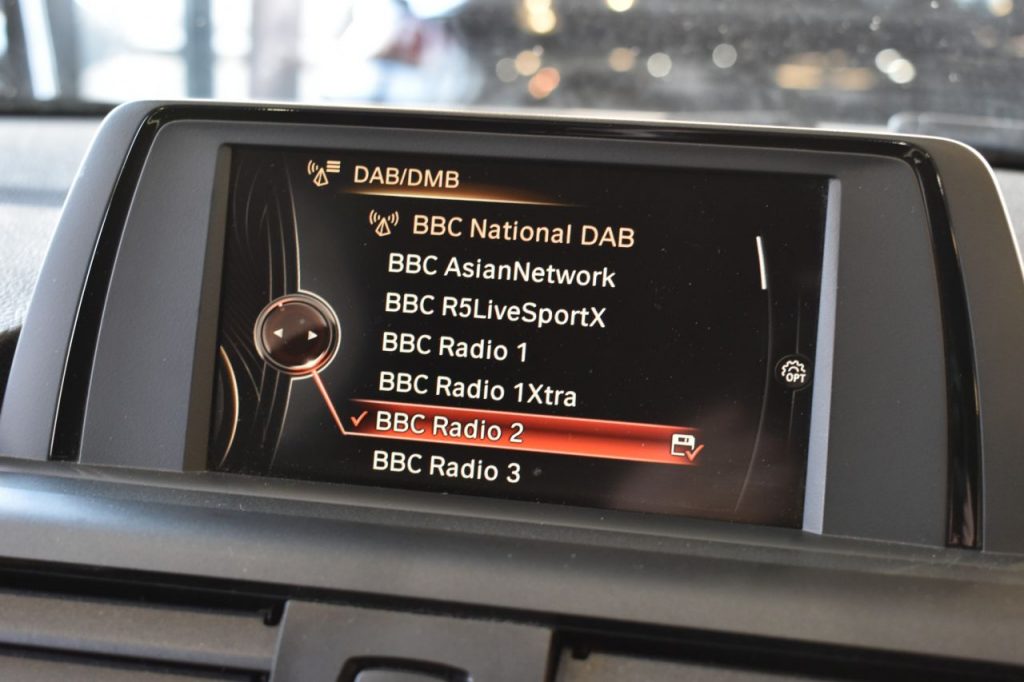 DAB/DMB
BBC National DAB
BBC AsianNetwork
BBC R5LiveSportX
BBC Radio 1
BBC Radio 1Xtra
BBC Radio 2
BBC Radio 3
OPT